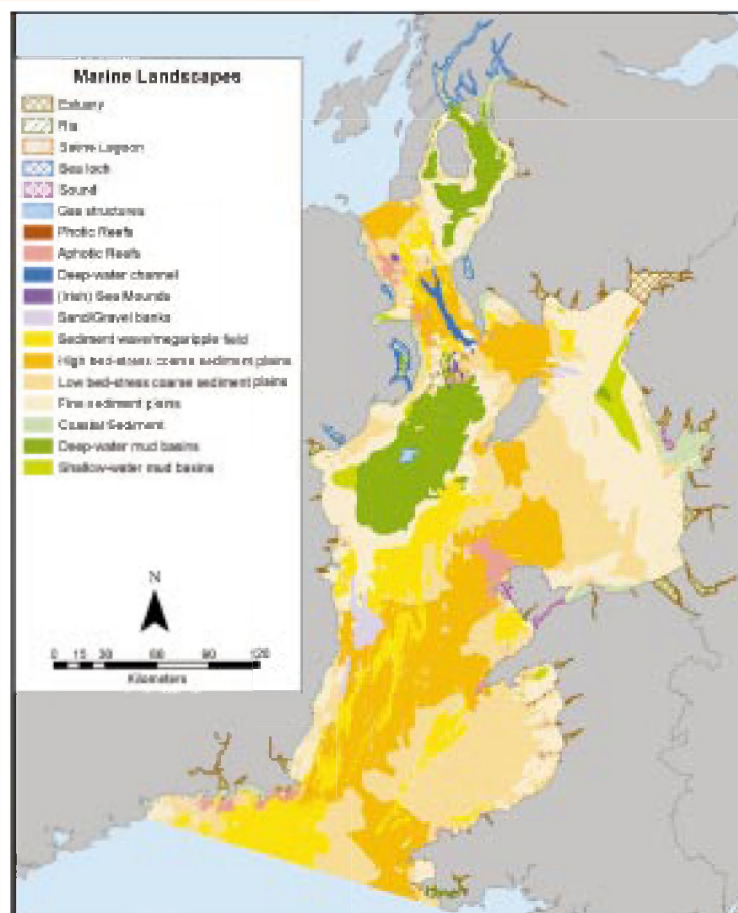 Marine Landscapes
Estuary
Ria
Saline Lagoon
Sea loch
Sound
Gas structures
Photic Reefs
Aphotic Reefs
Deep-water channel
(Irish) Sea Mounds
Sand/Gravel banks
Sediment wave/megaripple field
High bed-stress coarse sediment plains
Low bed-stress coarse sediment plains
Fine sediment plains
Coastal Sediment
Deep-water mud basins
Shallow-water mud basins
N
0 15 30 60 90 120
Kilometers